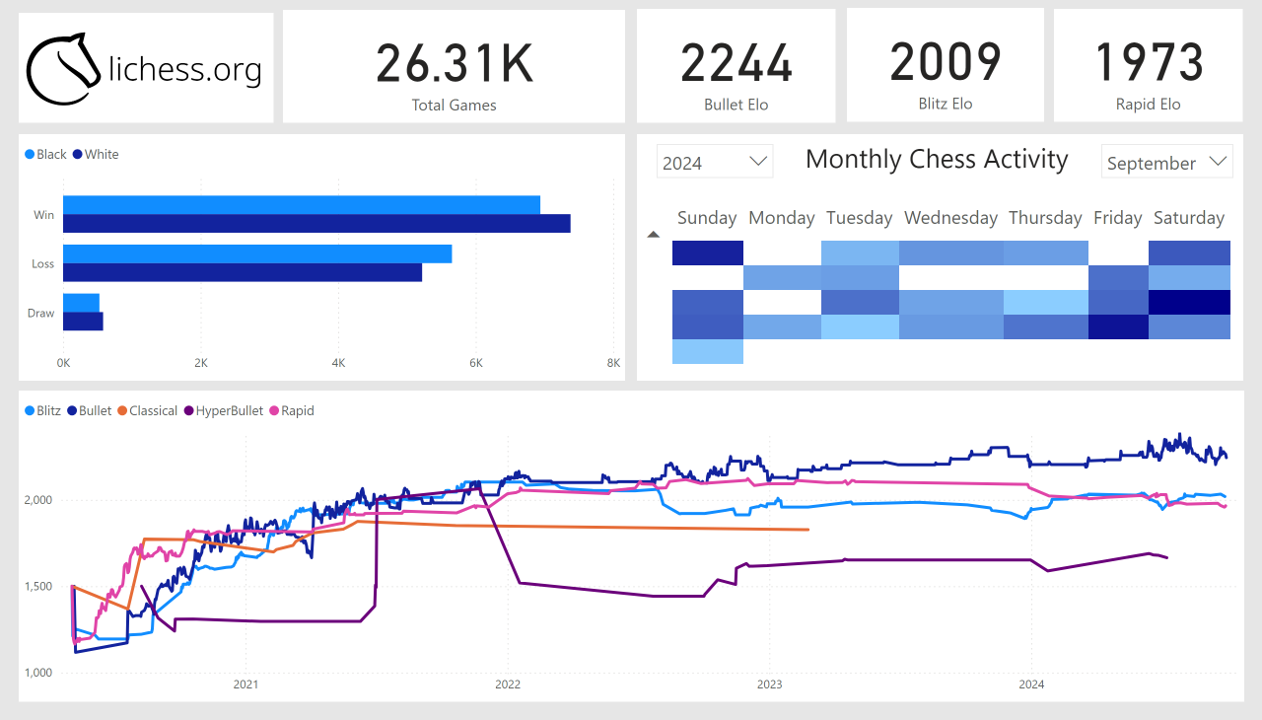 lichess.org
26.31K
Total Games
2244
Bullet Elo
2009
Blitz Elo
1973
Rapid Elo
Black White
Win
Loss
Draw
0K 2K 4K 6K 8K
2024
Monthly Chess Activity
September
Sunday Monday Tuesday Wednesday Thursday Friday Saturday
Blitz Bullet Classical HyperBullet Rapid
2,000
1,500
1,000
2021 2022 2023 2024